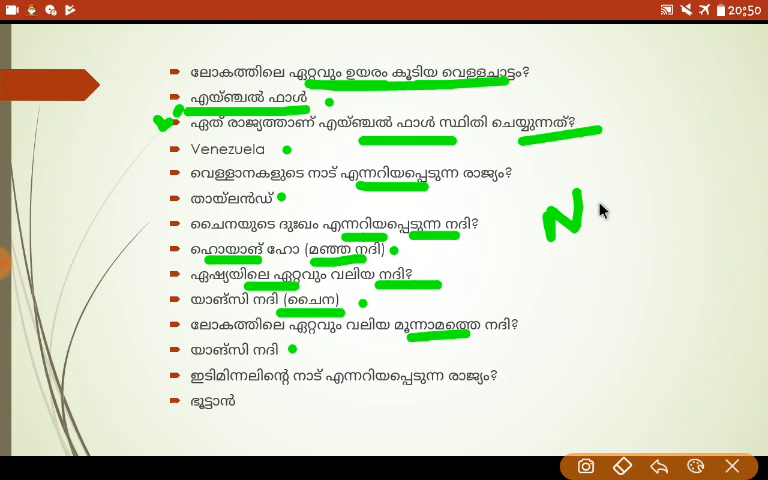 20:50
ലോകത്തിലെ ഏറ്റവും ഉയരം കൂടിയ വെള്ളച്ചാട്ടം?
എയ്ഞ്ചൽ ഫാൾ
ഏത് രാജ്യത്താണ് എയ്ഞ്ചൽ ഫാൾ സ്ഥിതി ചെയ്യുന്നത്?
Venezuela
വെള്ളാനകളുടെ നാട് എന്നറിയപ്പെടുന്ന രാജ്യം?
തായ്ലൻഡ്
ചൈനയുടെ ദുഃഖം എന്നറിയപ്പെടുന്ന നദി?
ഹൊയാങ് ഹോ (മഞ്ഞ നദി)
ഏഷ്യയിലെ ഏറ്റവും വലിയ നദി?
യാങ്സി നദി (ചൈന)
ലോകത്തിലെ ഏറ്റവും വലിയ മൂന്നാമത്തെ നദി?
യാങ്സി നദി
ഇടിമിന്നലിന്റെ നാട് എന്നറിയപ്പെടുന്ന രാജ്യം?
ഭൂട്ടാൻ
N